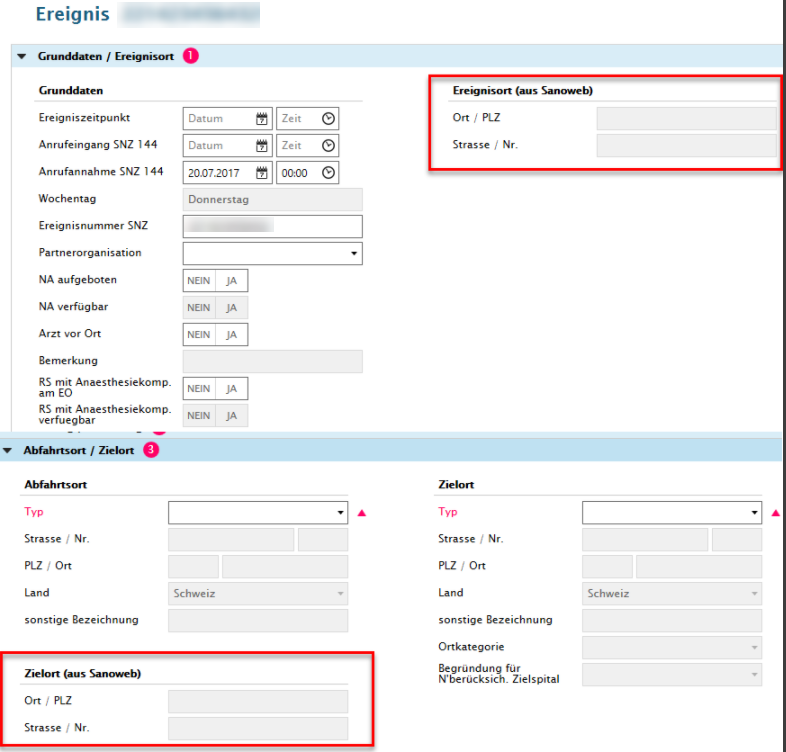 Ereignis
Grunddaten / Ereignisort 1
Grunddaten
Ereigniszeitpunkt Datum 7 Zeit
Anrufeingang SNZ 144 Datum 7 Zeit
Anrufannahme SNZ 144 20.07.2017 7 00:00
Wochentag Donnerstag
Ereignisnummer SNZ
Partnerorganisation
NA aufgeboten NEIN JA
NA verfügbar NEIN JA
Arzt vor Ort NEIN JA
Bemerkung
RS mit Anaesthesiekomp.
am EO NEIN JA
RS mit Anaesthesiekomp.
verfuegbar NEIN JA
Ereignisort (aus Sanoweb)
Ort / PLZ
Strasse / Nr.
Abfahrtsort / Zielort 3
Abfahrtsort
Typ
Strasse / Nr.
PLZ / Ort
Land Schweiz
sonstige Bezeichnung
Zielort (aus Sanoweb)
Ort / PLZ
Strasse / Nr.
Zielort
Typ
Strasse / Nr.
PLZ / Ort
Land Schweiz
sonstige Bezeichnung
Ortkategorie
Begründung für
N'berücksich. Zielspital